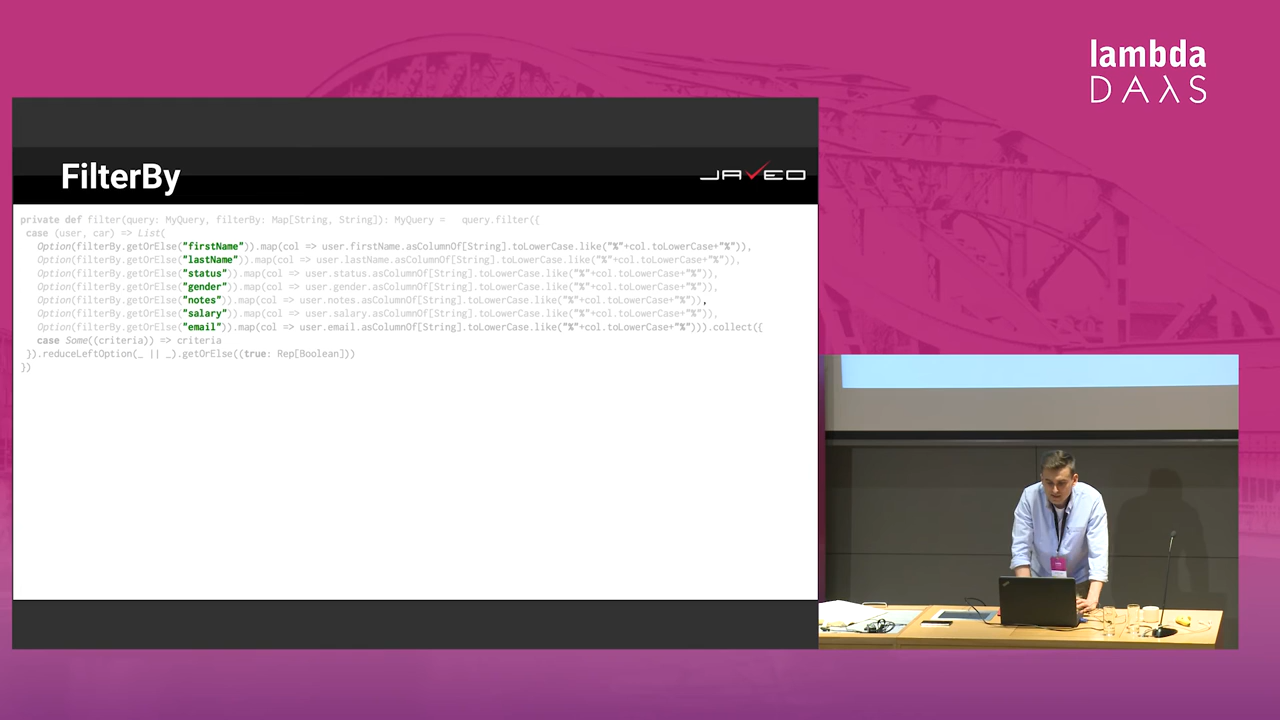 lambda
DAλS
FilterBy
JAVEO
private def filter(query: MyQuery, filterBy: Map[String, String]): MyQuery = query.filter({
case (user, car) => List(
Option(filterBy.getOrElse("firstName")).map(col => user.firstName.asColumnOf[String].toLowerCase.like("%"+col.toLowerCase+"%")),
Option(filterBy.getOrElse("lastName")).map(col => user.lastName.asColumnOf[String].toLowerCase.like("%"+col.toLowerCase+"%")),
Option(filterBy.getOrElse("status")).map(col => user.status.asColumnOf[String].toLowerCase.like("%"+col.toLowerCase+"%")),
Option(filterBy.getOrElse("gender")).map(col => user.gender.asColumnOf[String].toLowerCase.like("%"+col.toLowerCase+"%")),
Option(filterBy.getOrElse("notes")).map(col => user.notes.asColumnOf[String].toLowerCase.like("%"+col.toLowerCase+"%")),
Option(filterBy.getOrElse("salary")).map(col => user.salary.asColumnOf[String].toLowerCase.like("%"+col.toLowerCase+"%")),
Option(filterBy.getOrElse("email")).map(col => user.email.asColumnOf[String].toLowerCase.like("%"+col.toLowerCase+"%"))).collect({
case Some((criteria)) => criteria
}).reduceLeftOption(_ || _).getOrElse((true: Rep[Boolean]))
})